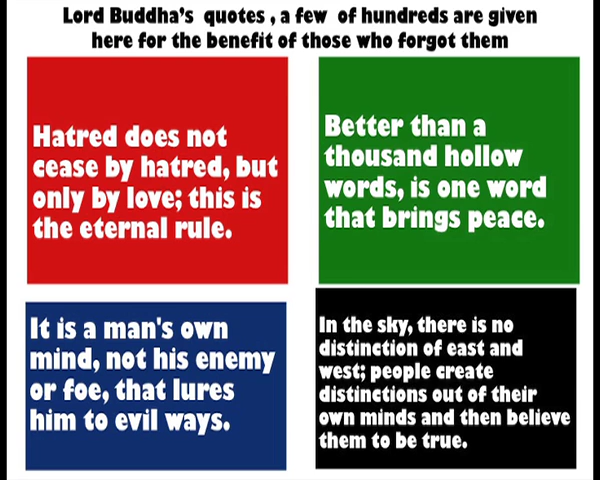 Lord Buddha's quotes , a few of hundreds are given
here for the benefit of those who forgot them
Hatred does not
cease by hatred, but
only by love; this is
the eternal rule.
Better than a
thousand hollow
words, is one word
that brings peace.
It is a man's own
mind, not his enemy
or foe, that lures
him to evil ways.
In the sky, there is no
distinction of east and
west; people create
distinctions out of their
own minds and then believe
them to be true.